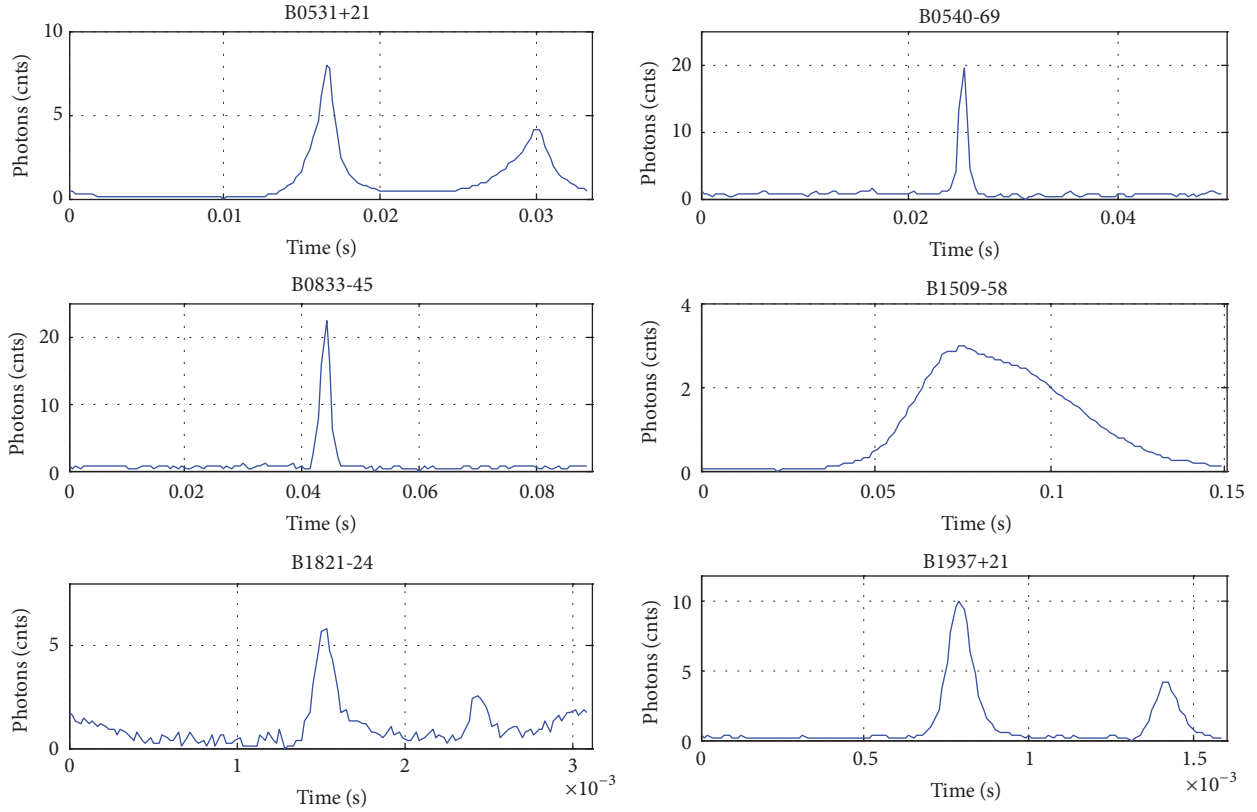 B0531+21
10
5
0
Photons (cnts)
0 0.01 0.02 0.03
Time (s)
B0540-69
20
10
0
Photons (cnts)
0 0.02 0.04
Time (s)
B0833-45
20
10
0
Photons (cnts)
0 0.02 0.04 0.06 0.08
Time (s)
B1509-58
4
2
0
Photons (cnts)
0 0.05 0.1 0.15
Time (s)
B1821-24
5
0
Photons (cnts)
0 1 2 3
×10⁻³
Time (s)
B1937+21
10
5
0
Photons (cnts)
0 0.5 1 1.5
×10⁻³
Time (s)